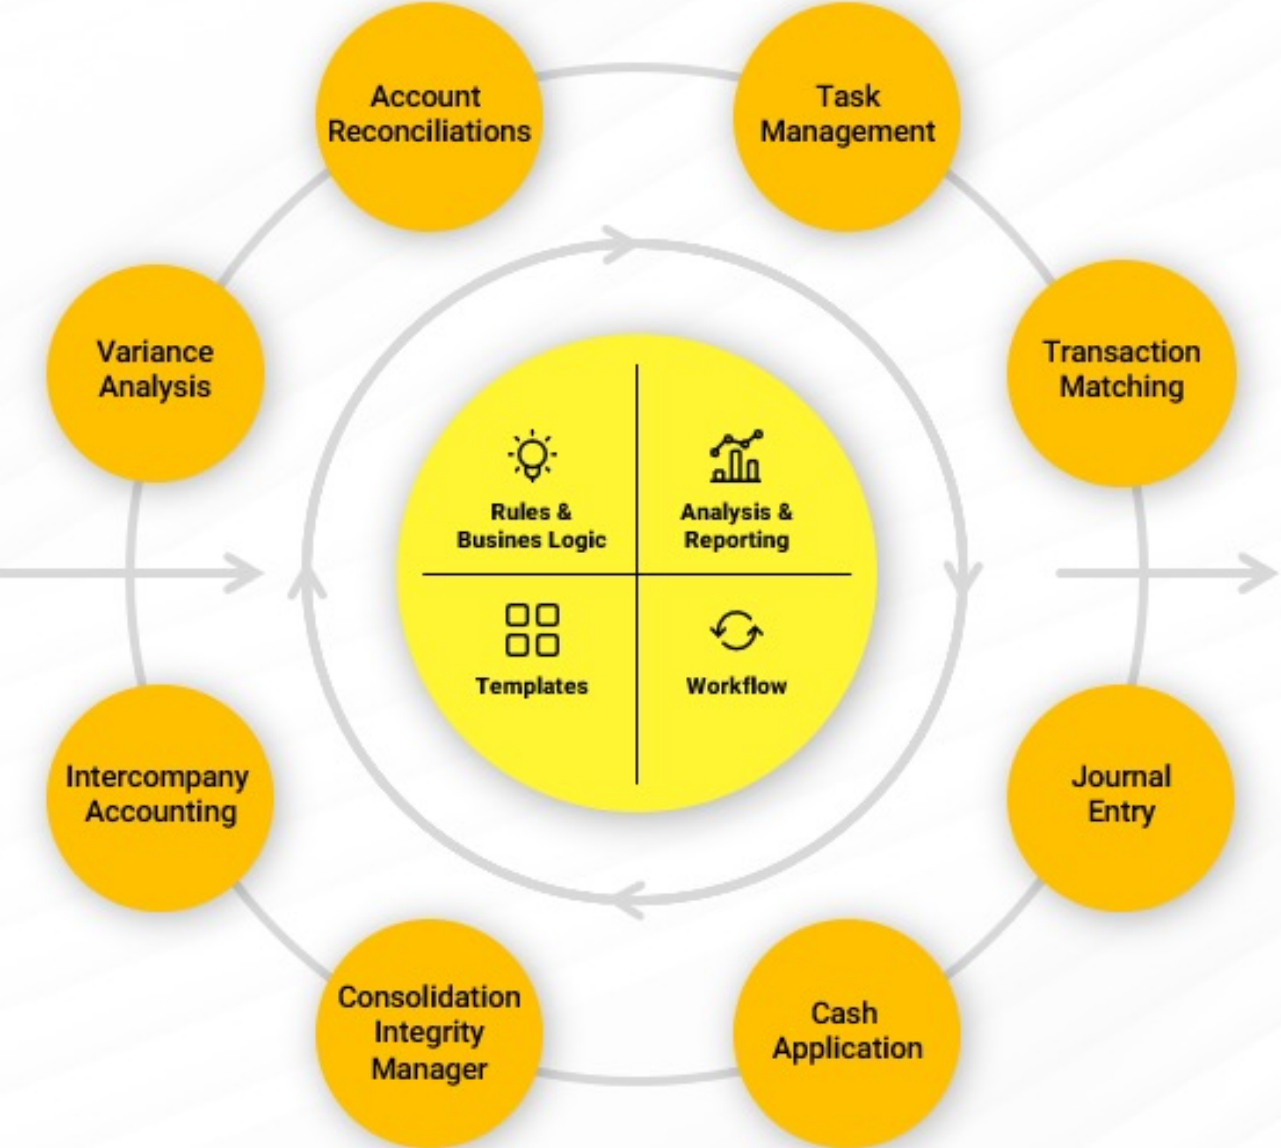 Account
Reconciliations
Task
Management
Variance
Analysis
Transaction
Matching
Rules &
Busines Logic
Analysis &
Reporting
Templates
Workflow
Intercompany
Accounting
Journal
Entry
Consolidation
Integrity
Manager
Cash
Application